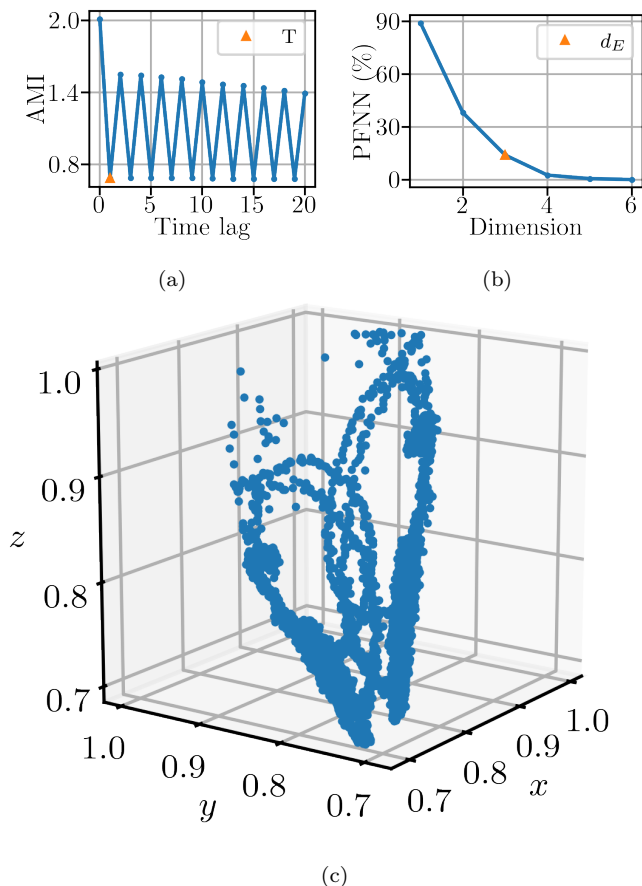 2.0
1.4
0.8
AMI
T
0 5 10 15 20
Time lag
(a)
90
60
30
0
PFNN (%)
d_E
2 4 6
Dimension
(b)
1.0
0.9
0.8
0.7
z
1.0 0.9 0.8 0.7
y
0.7 0.8 0.9 1.0
x
(c)